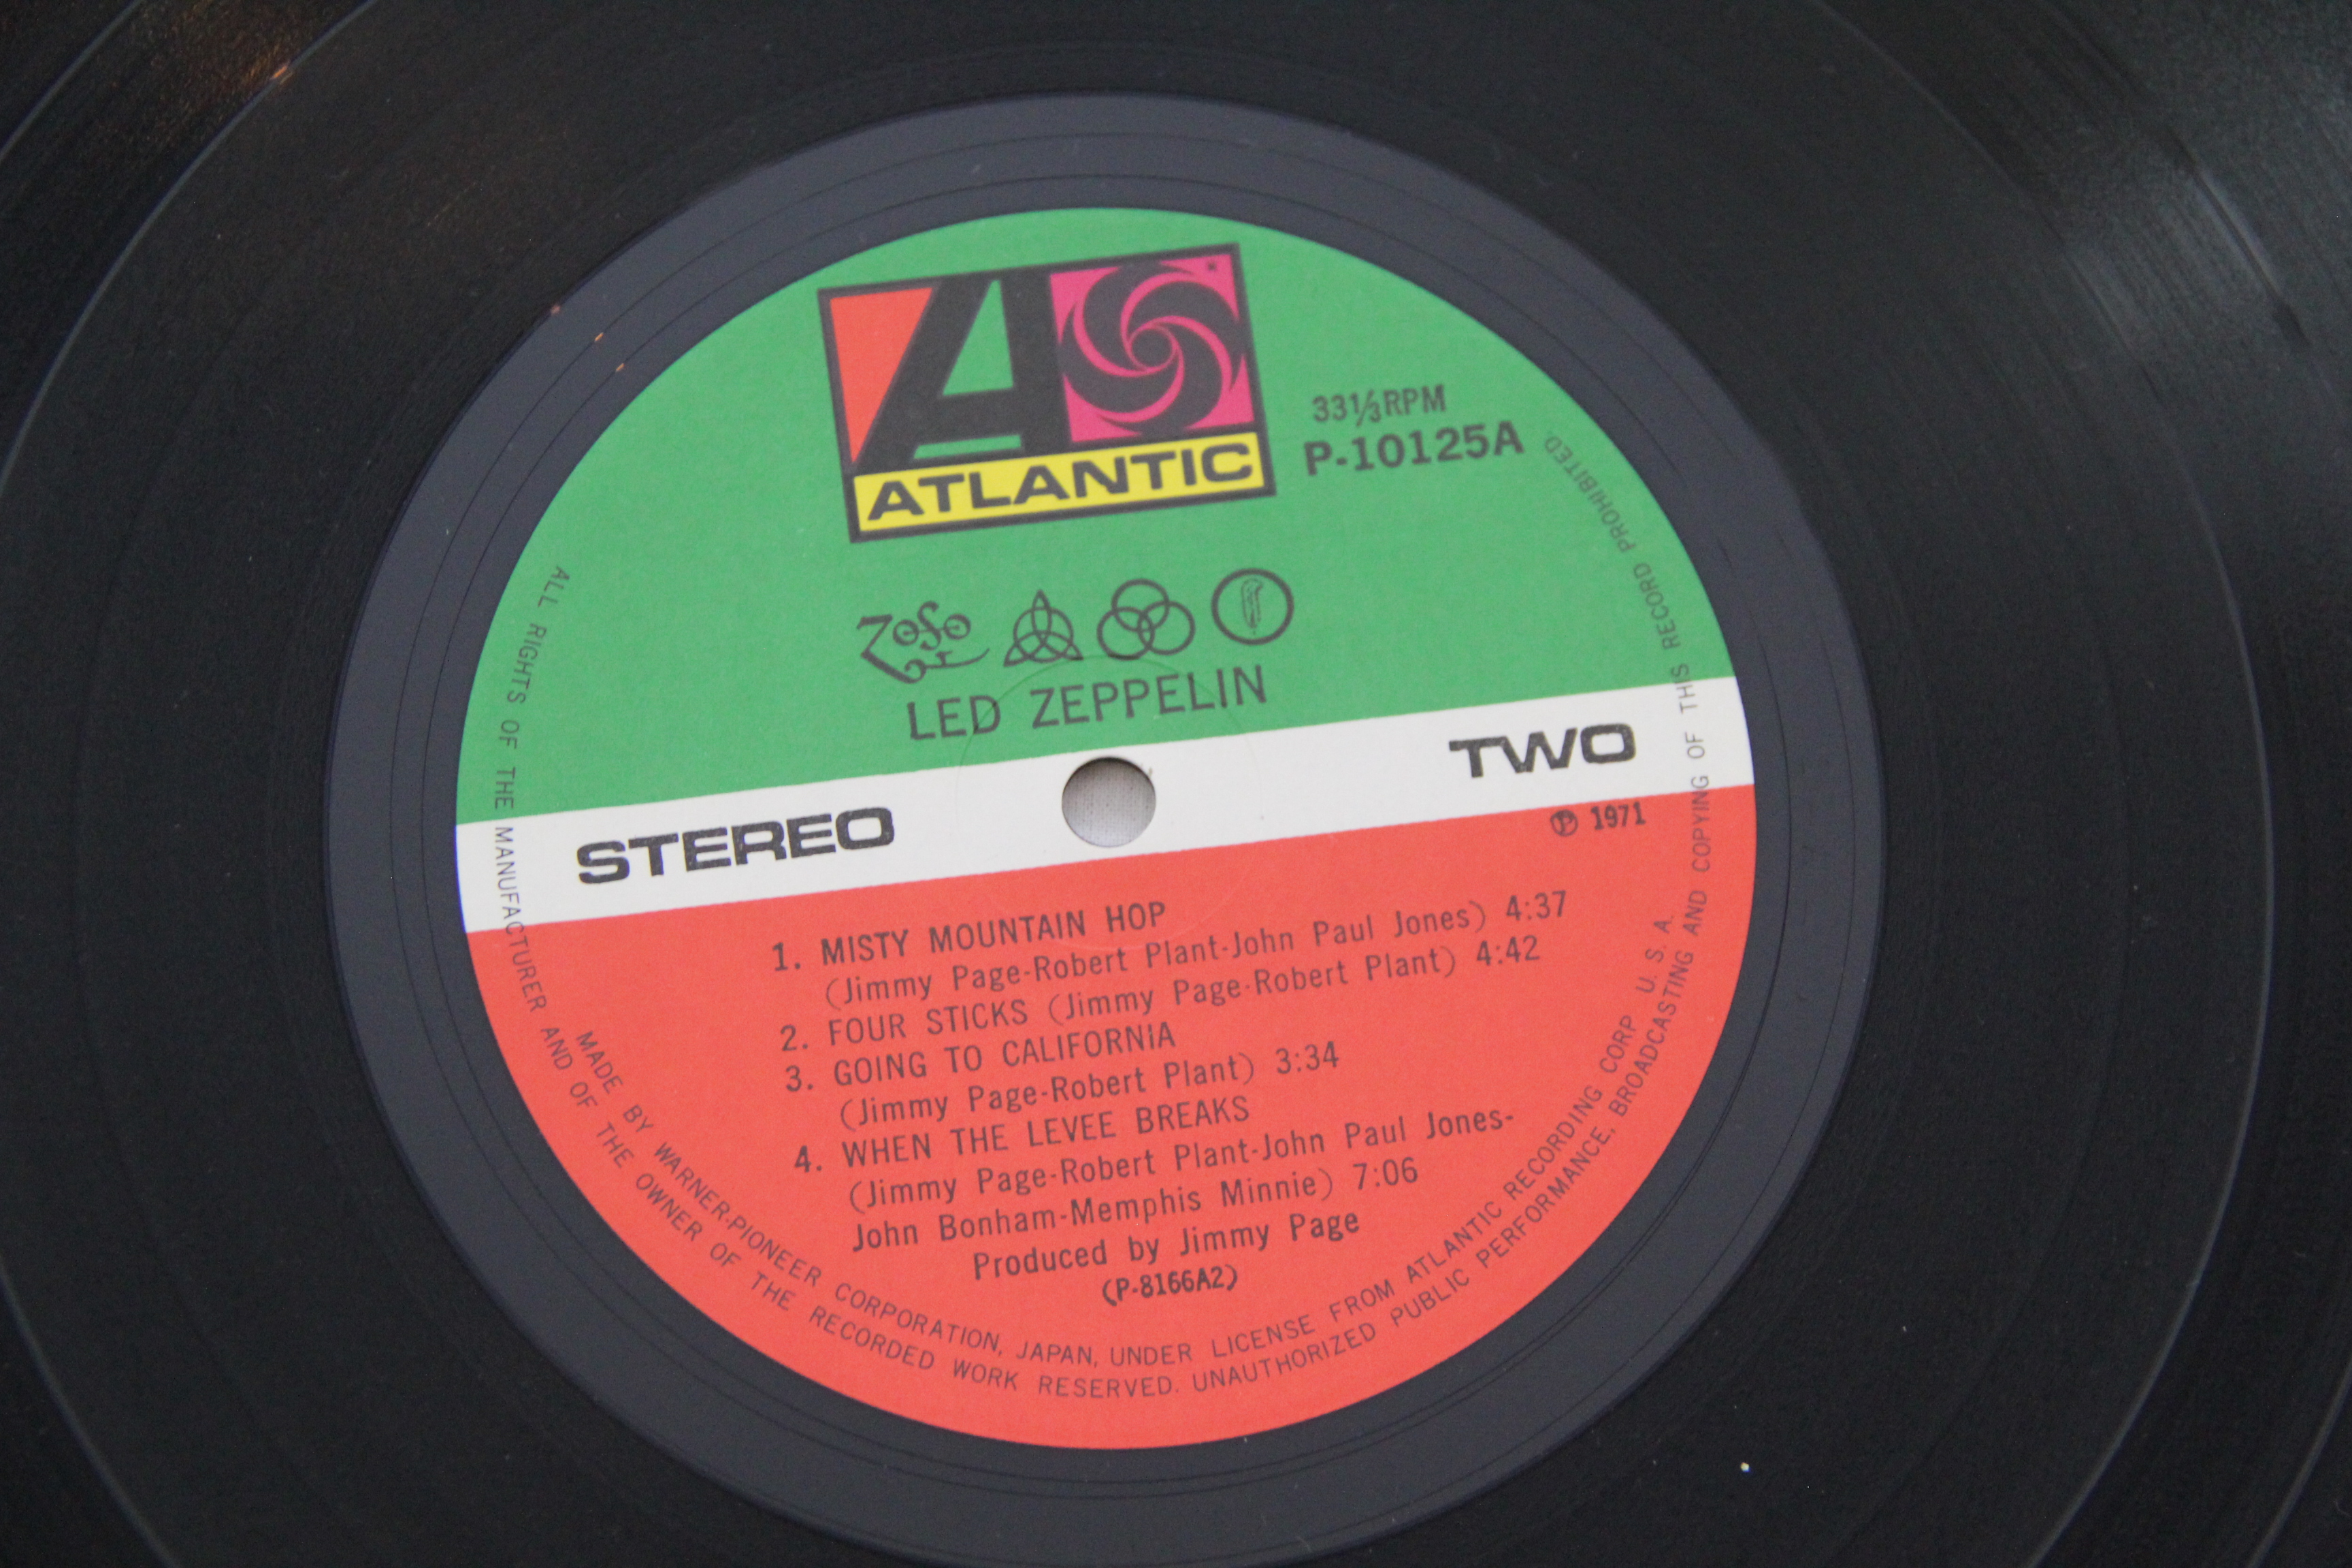 ATLANTIC
33⅓RPM
P-10125A
LED ZEPPELIN
STEREO
TWO
Ⓟ 1971
1. MISTY MOUNTAIN HOP
(Jimmy Page-Robert Plant-John Paul Jones) 4:37
2. FOUR STICKS (Jimmy Page-Robert Plant) 4:42
3. GOING TO CALIFORNIA
(Jimmy Page-Robert Plant) 3:34
4. WHEN THE LEVEE BREAKS
(Jimmy Page-Robert Plant-John Paul Jones-
John Bonham-Memphis Minnie) 7:06
Produced by Jimmy Page
(P-8166A2)
MADE BY WARNER-PIONEER CORPORATION, JAPAN, UNDER LICENSE FROM ATLANTIC RECORDING CORP U. S. A.
ALL RIGHTS OF THE MANUFACTURER AND OF THE OWNER OF THE RECORDED WORK RESERVED. UNAUTHORIZED PUBLIC PERFORMANCE, BROADCASTING AND COPYING OF THIS RECORD PROHIBITED.